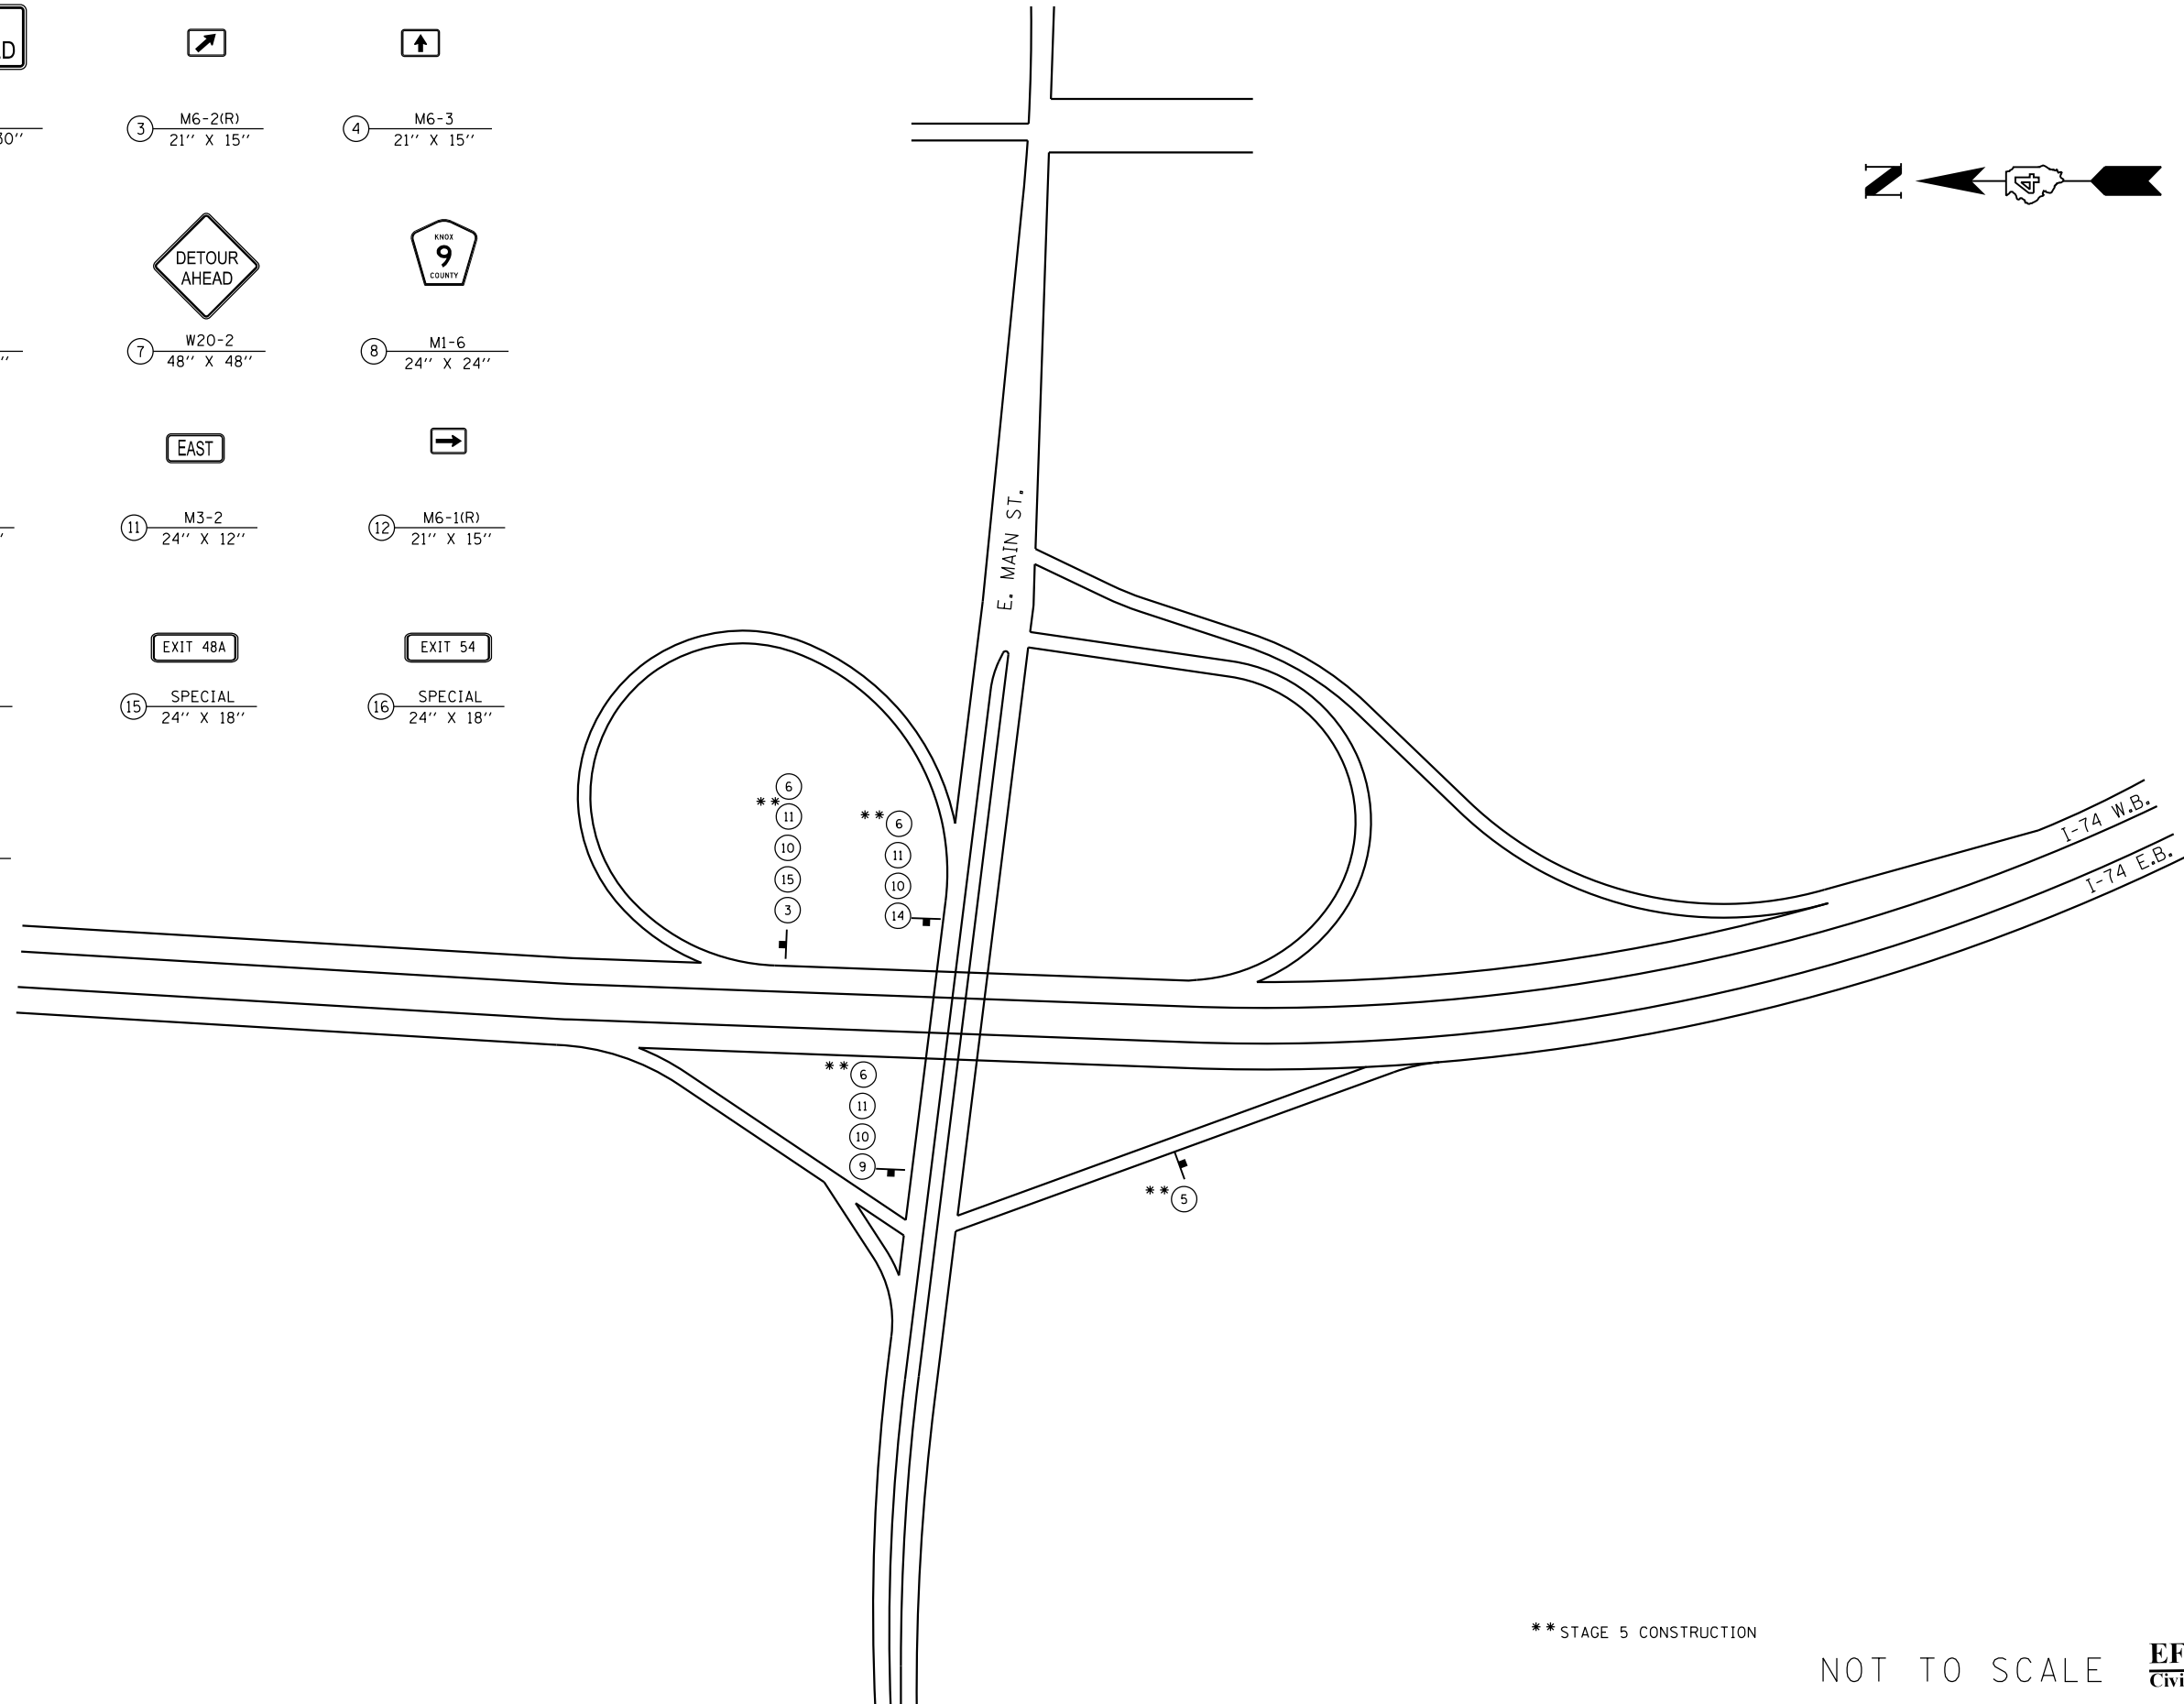 D
30''
3 M6-2(R)
21'' X 15''
4 M6-3
21'' X 15''
N
4
DETOUR
AHEAD
KNOX
9
COUNTY
7 W20-2
48'' X 48''
8 M1-6
24'' X 24''
EAST
11 M3-2
24'' X 12''
12 M6-1(R)
21'' X 15''
E. MAIN ST.
EXIT 48A
EXIT 54
15 SPECIAL
24'' X 18''
16 SPECIAL
24'' X 18''
6
**
11
10
15
3
** 6
11
10
14
I-74 W.B.
I-74 E.B.
** 6
11
10
9
** 5
** STAGE 5 CONSTRUCTION
NOT TO SCALE
EF
Civi